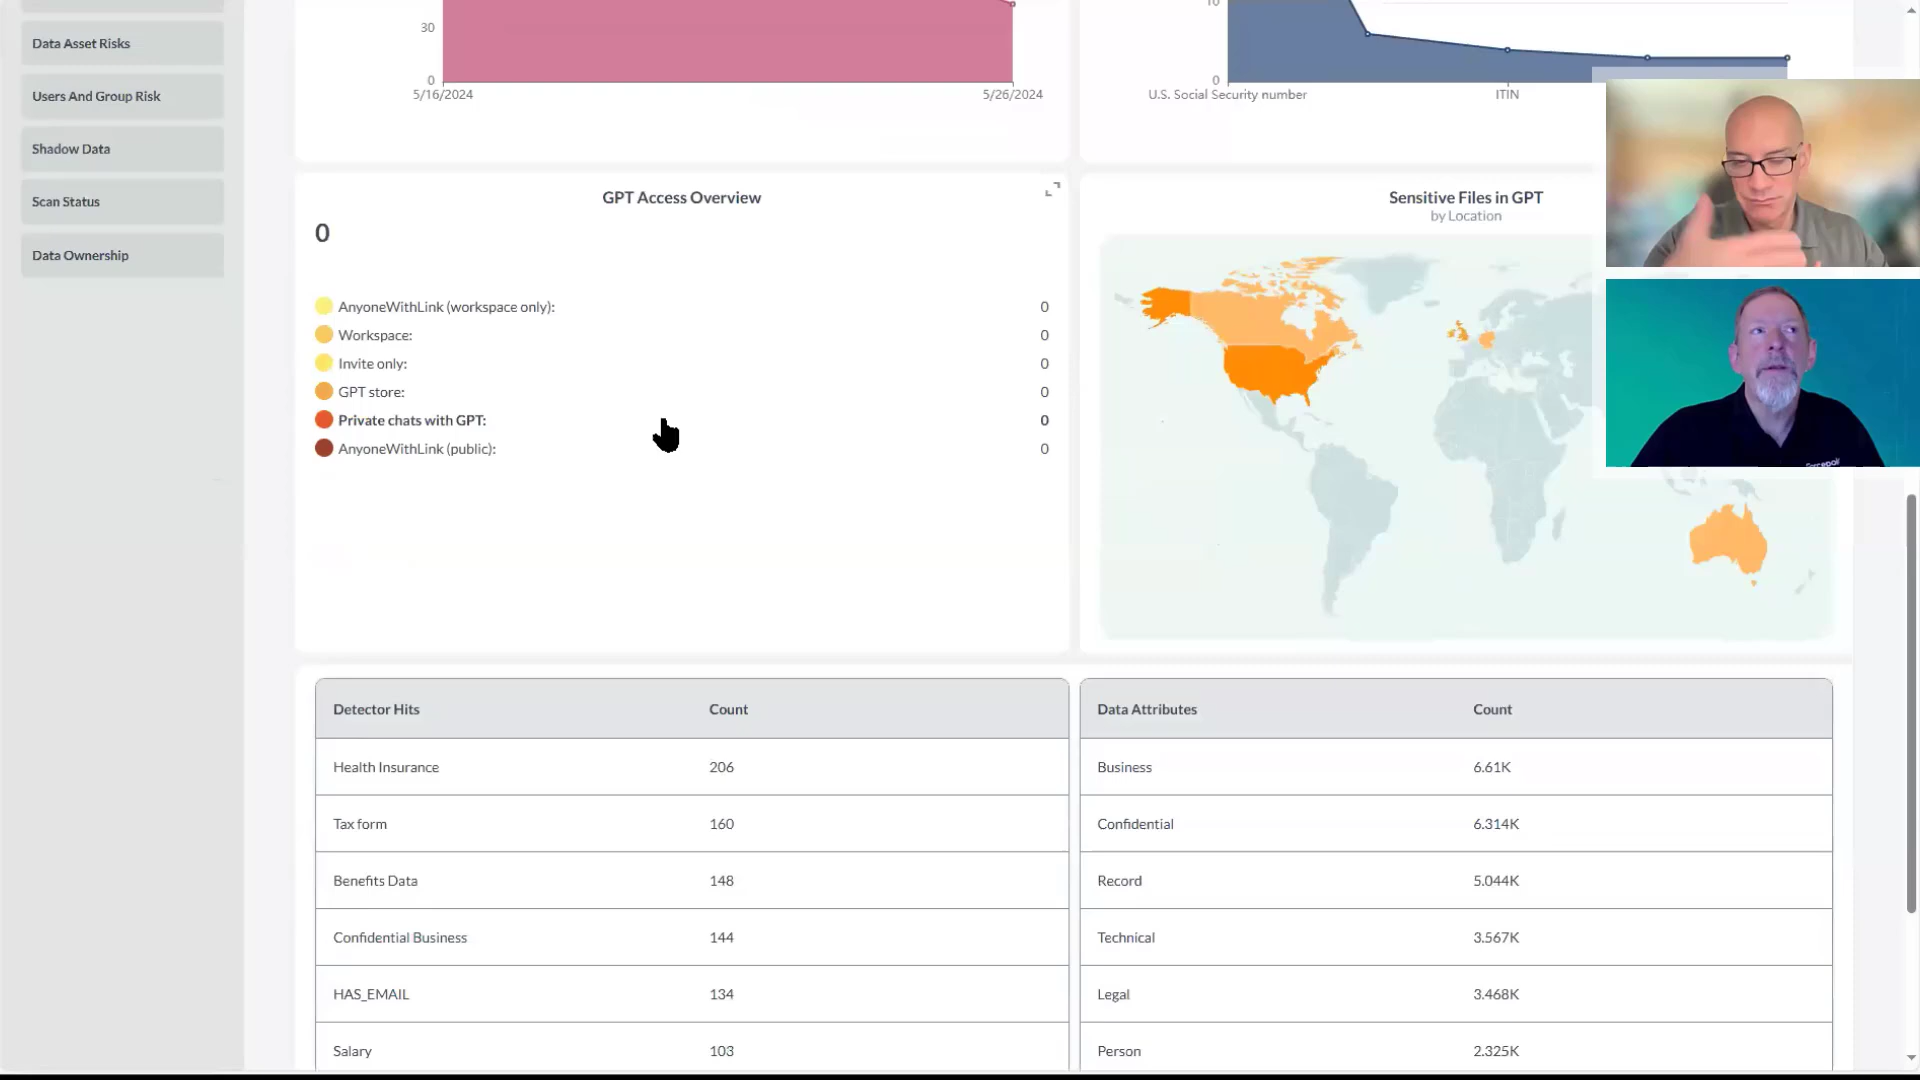 Data Asset Risks
Users And Group Risk
Shadow Data
Scan Status
Data Ownership
30
0
5/16/2024
5/26/2024
10
0
U.S. Social Security number
ITIN
GPT Access Overview
0
AnyoneWithLink (workspace only): 0
Workspace: 0
Invite only: 0
GPT store: 0
Private chats with GPT: 0
AnyoneWithLink (public): 0
Sensitive Files in GPT
by Location
Detector Hits Count
Health Insurance 206
Tax form 160
Benefits Data 148
Confidential Business 144
HAS_EMAIL 134
Salary 103
Data Attributes Count
Business 6.61K
Confidential 6.314K
Record 5.044K
Technical 3.567K
Legal 3.468K
Person 2.325K